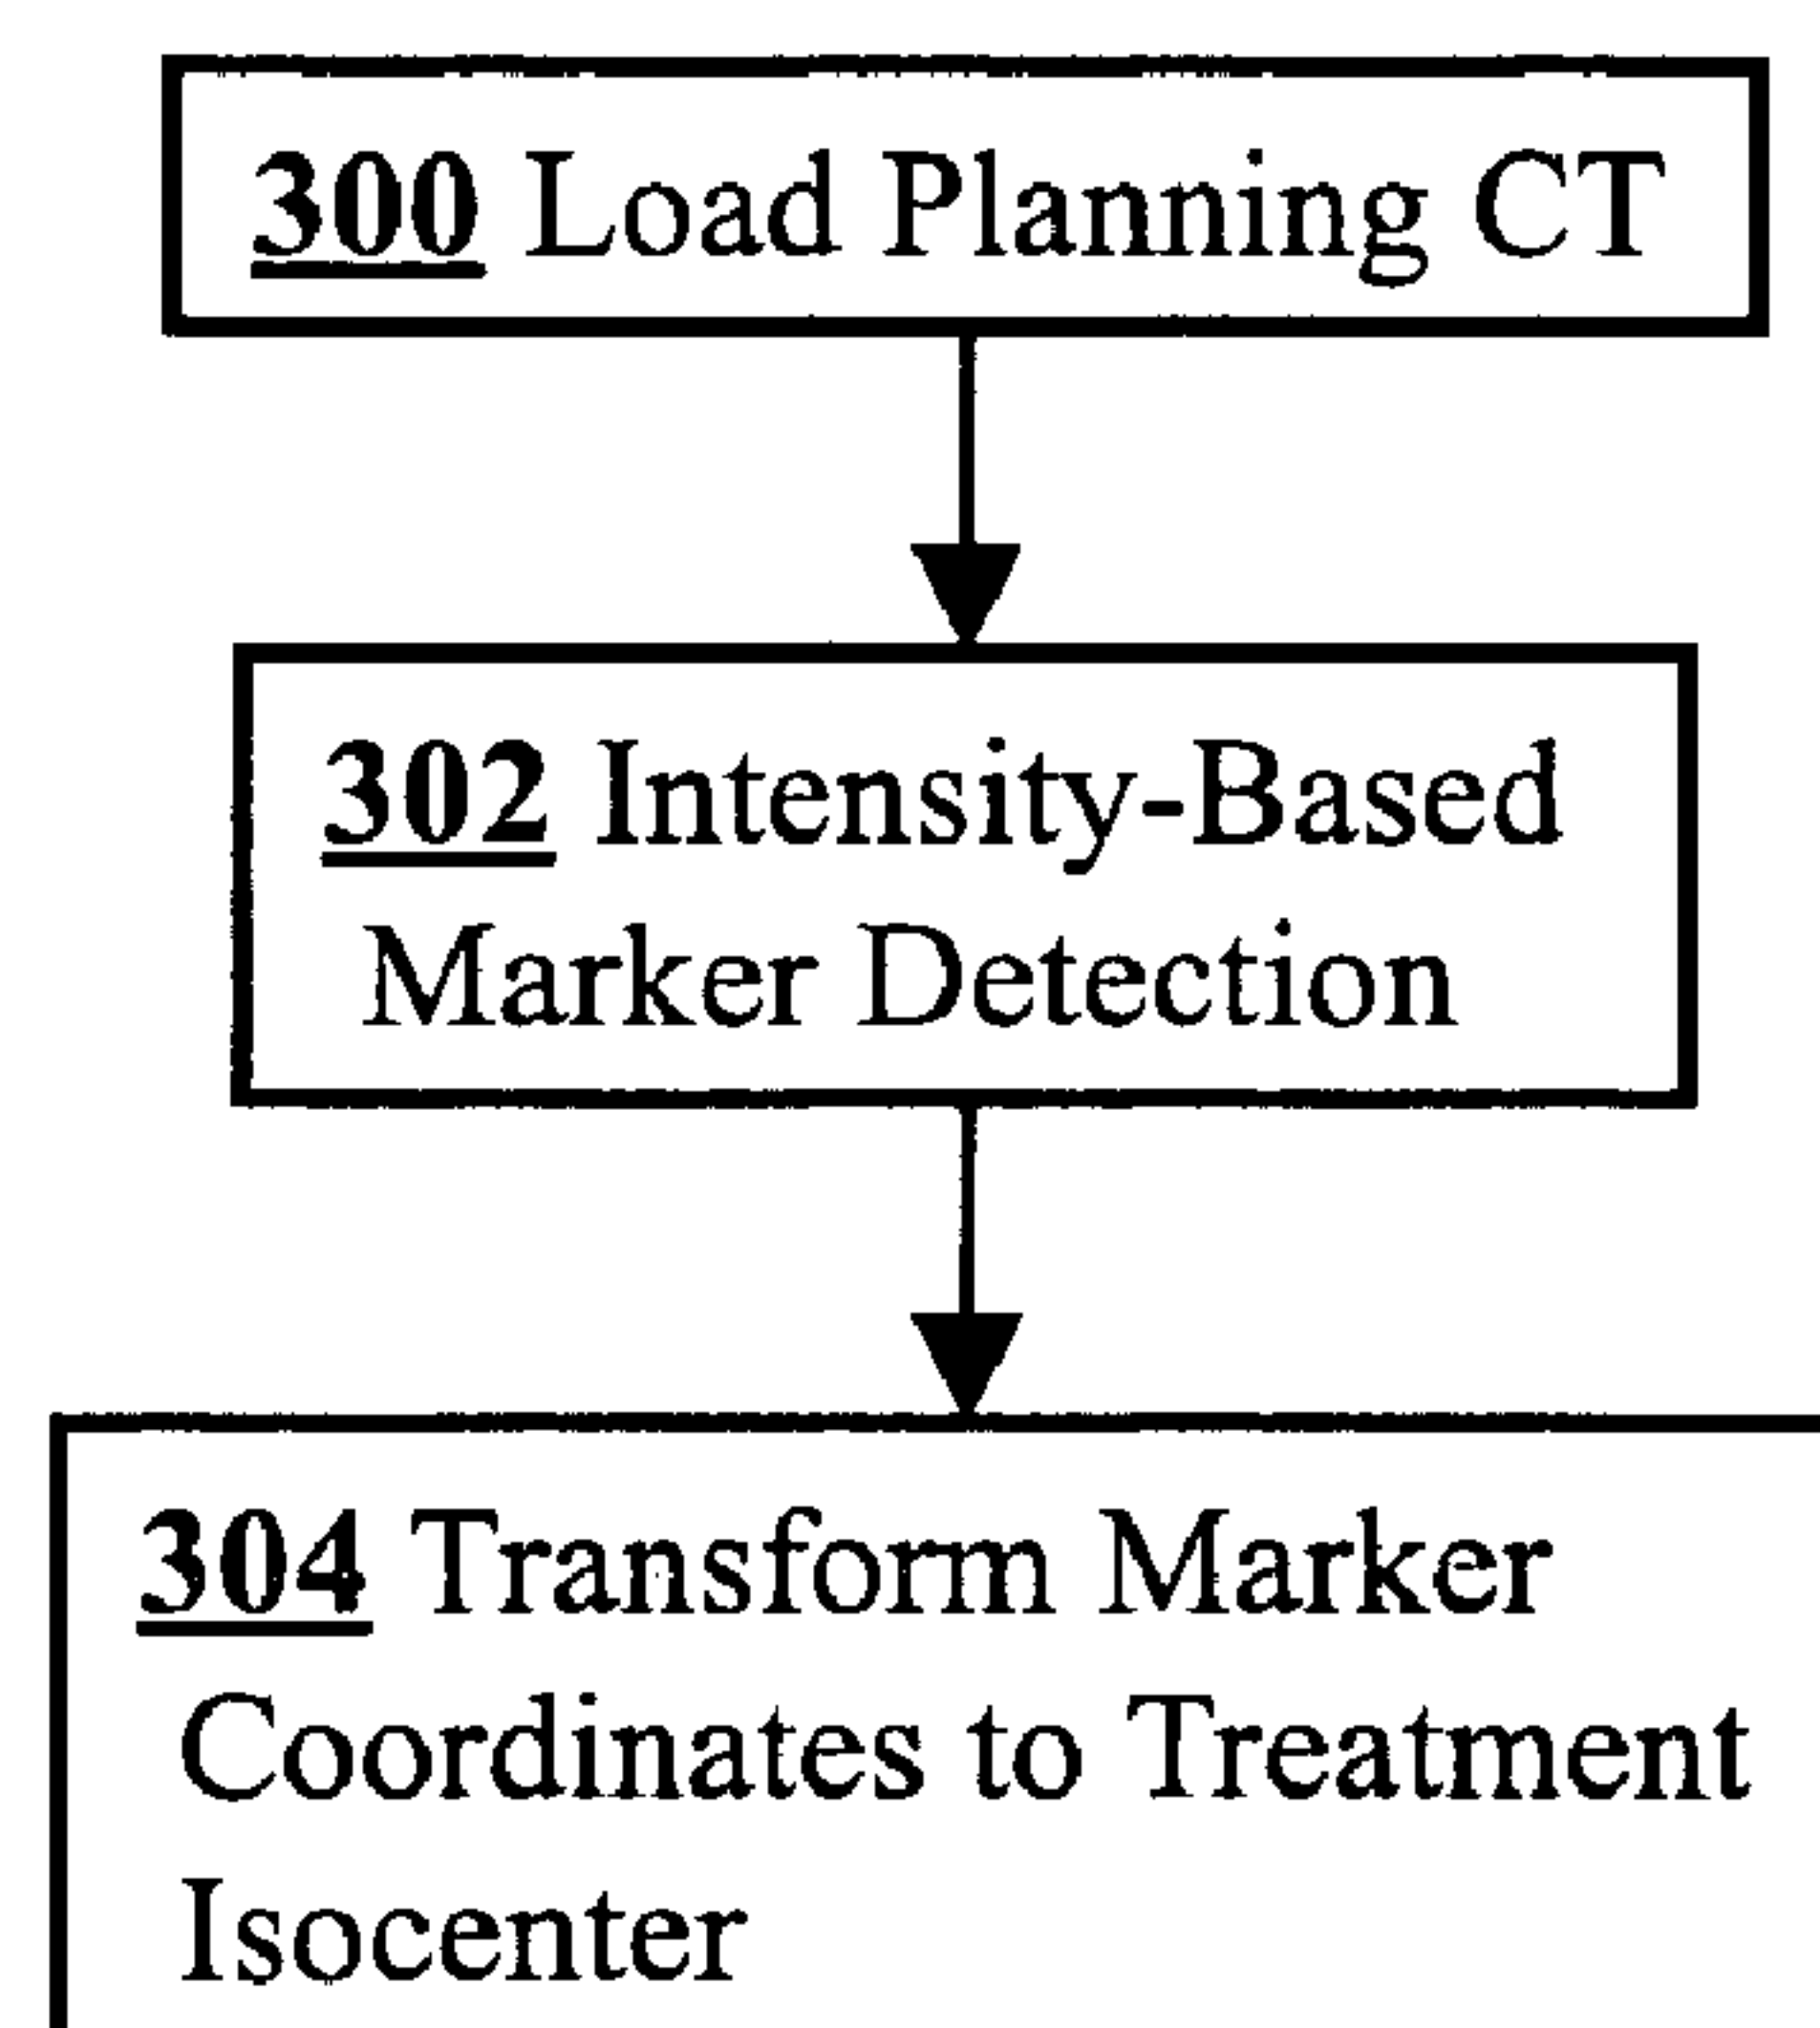 300 Load Planning CT
302 Intensity-Based
Marker Detection
304 Transform Marker
Coordinates to Treatment
Isocenter